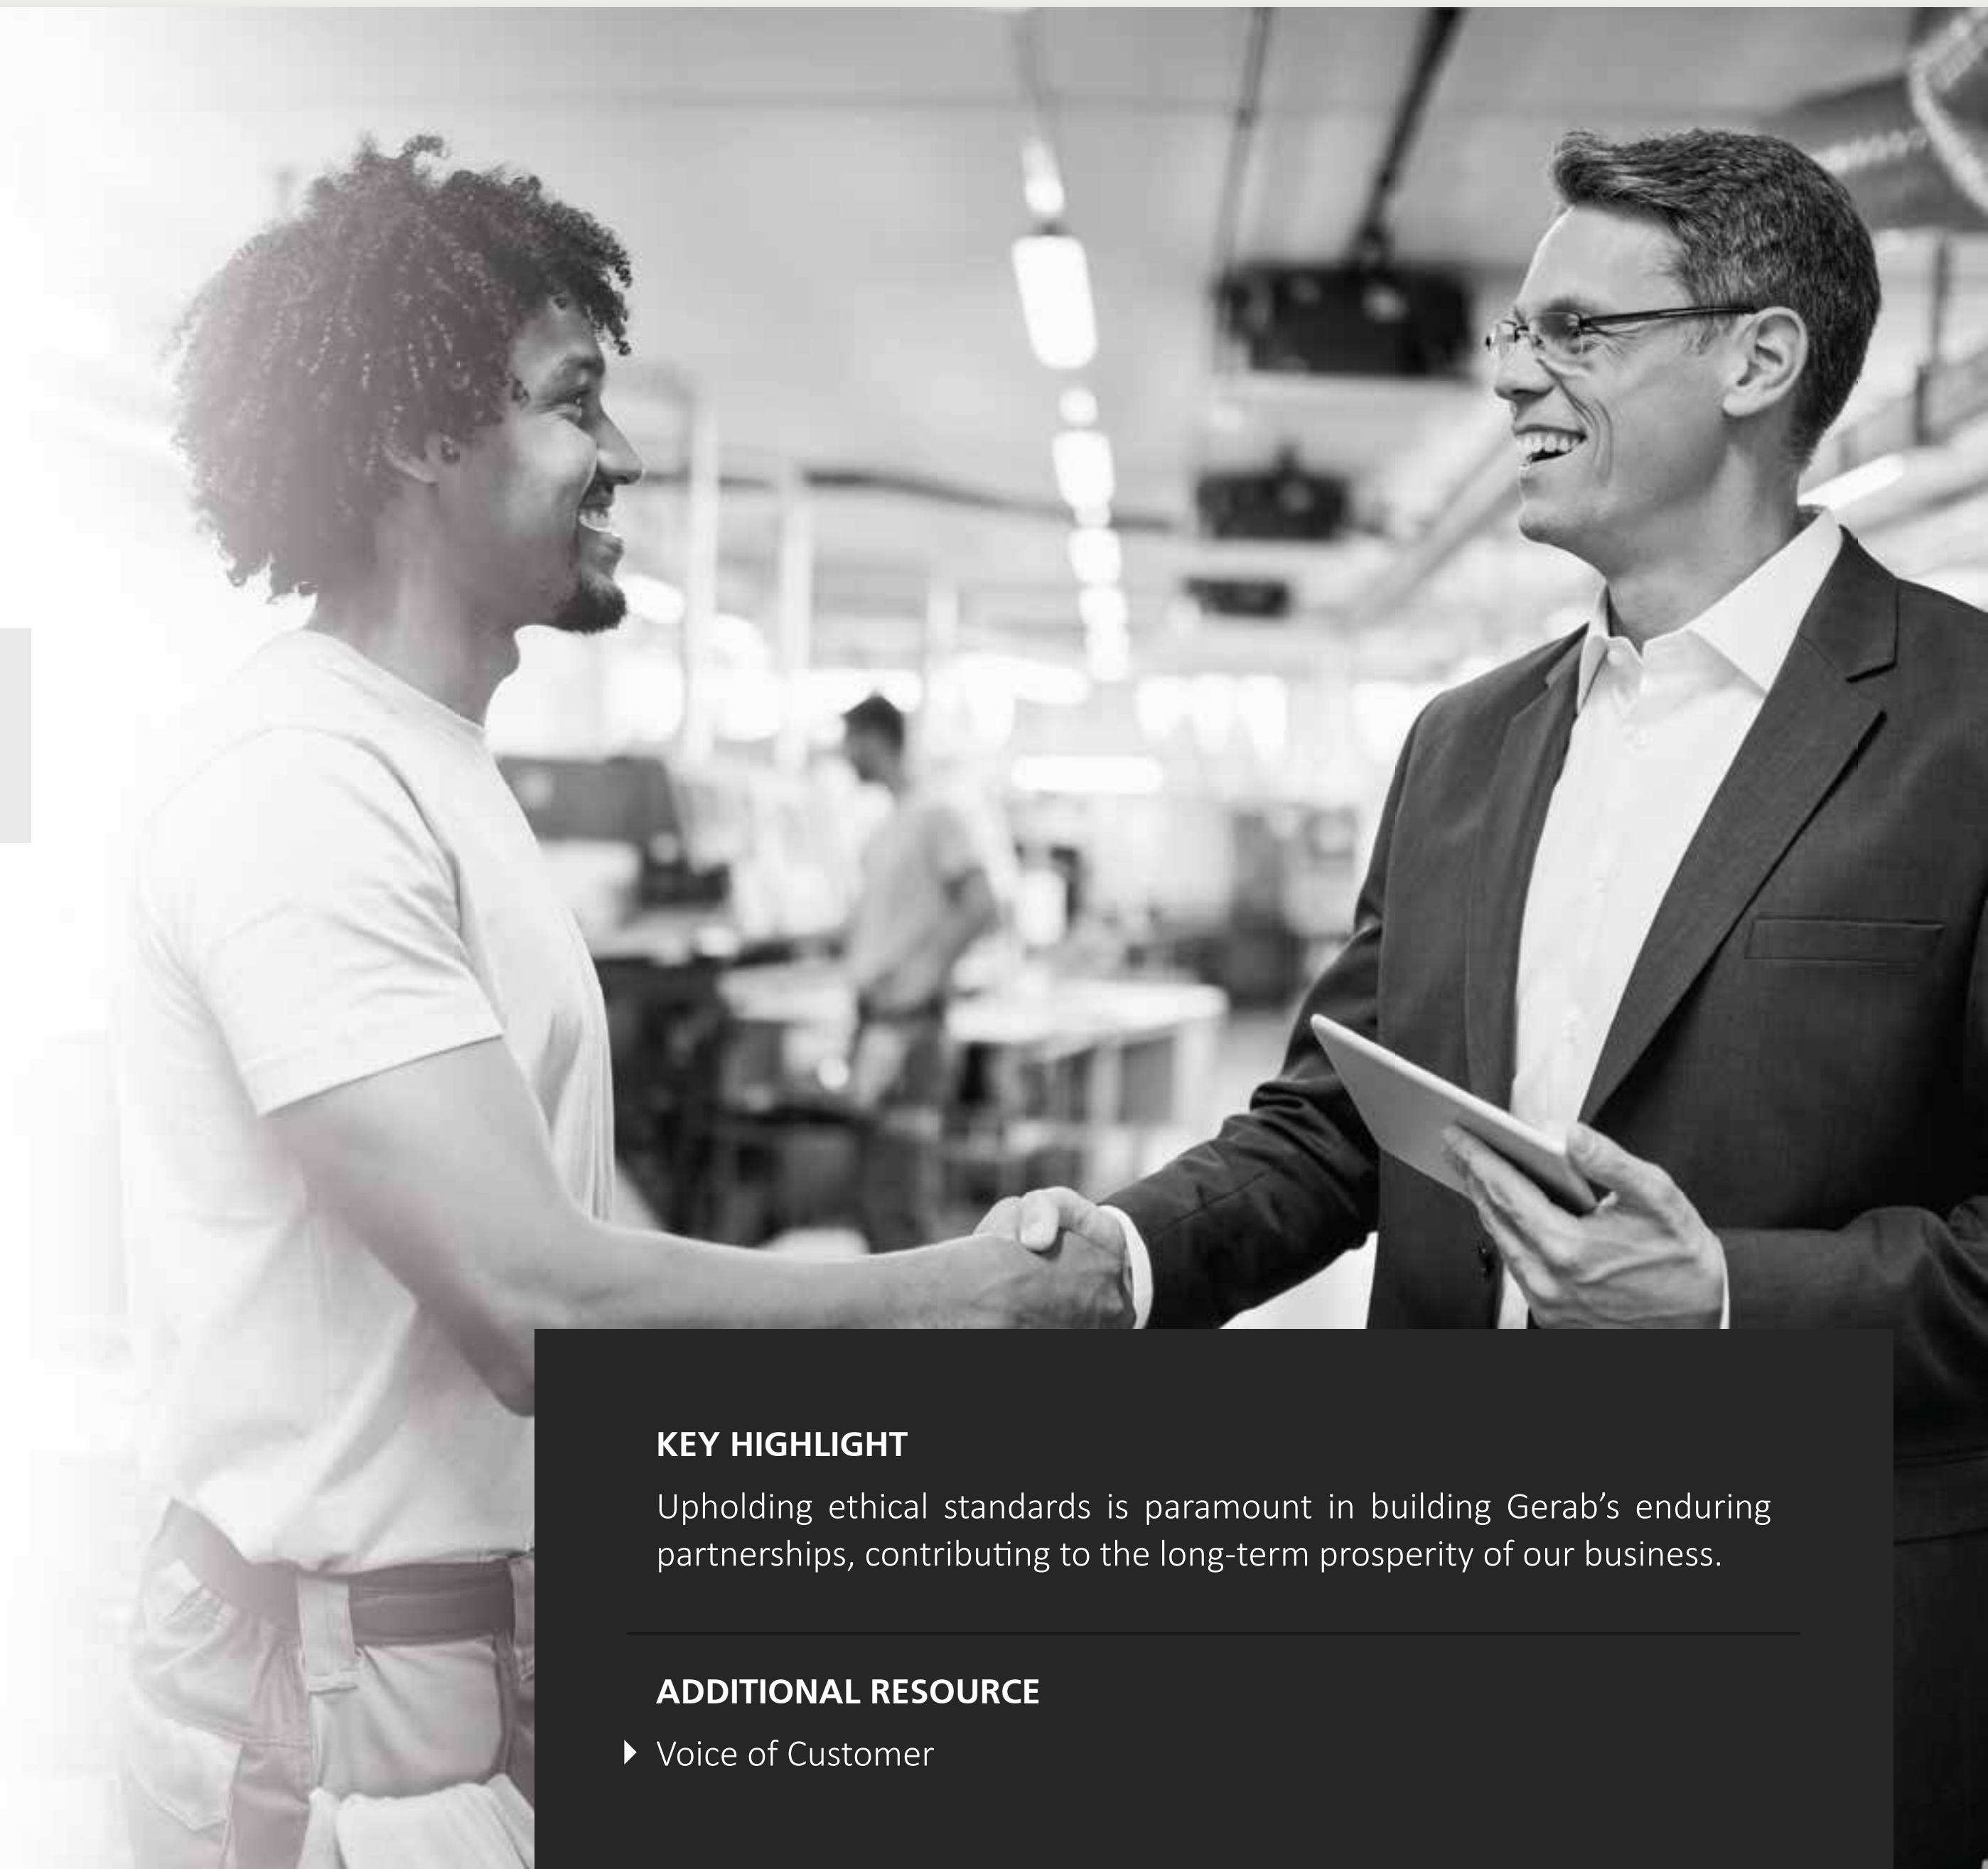 KEY HIGHLIGHT
Upholding ethical standards is paramount in building Gerab’s enduring
partnerships, contributing to the long-term prosperity of our business.
ADDITIONAL RESOURCE
Voice of Customer